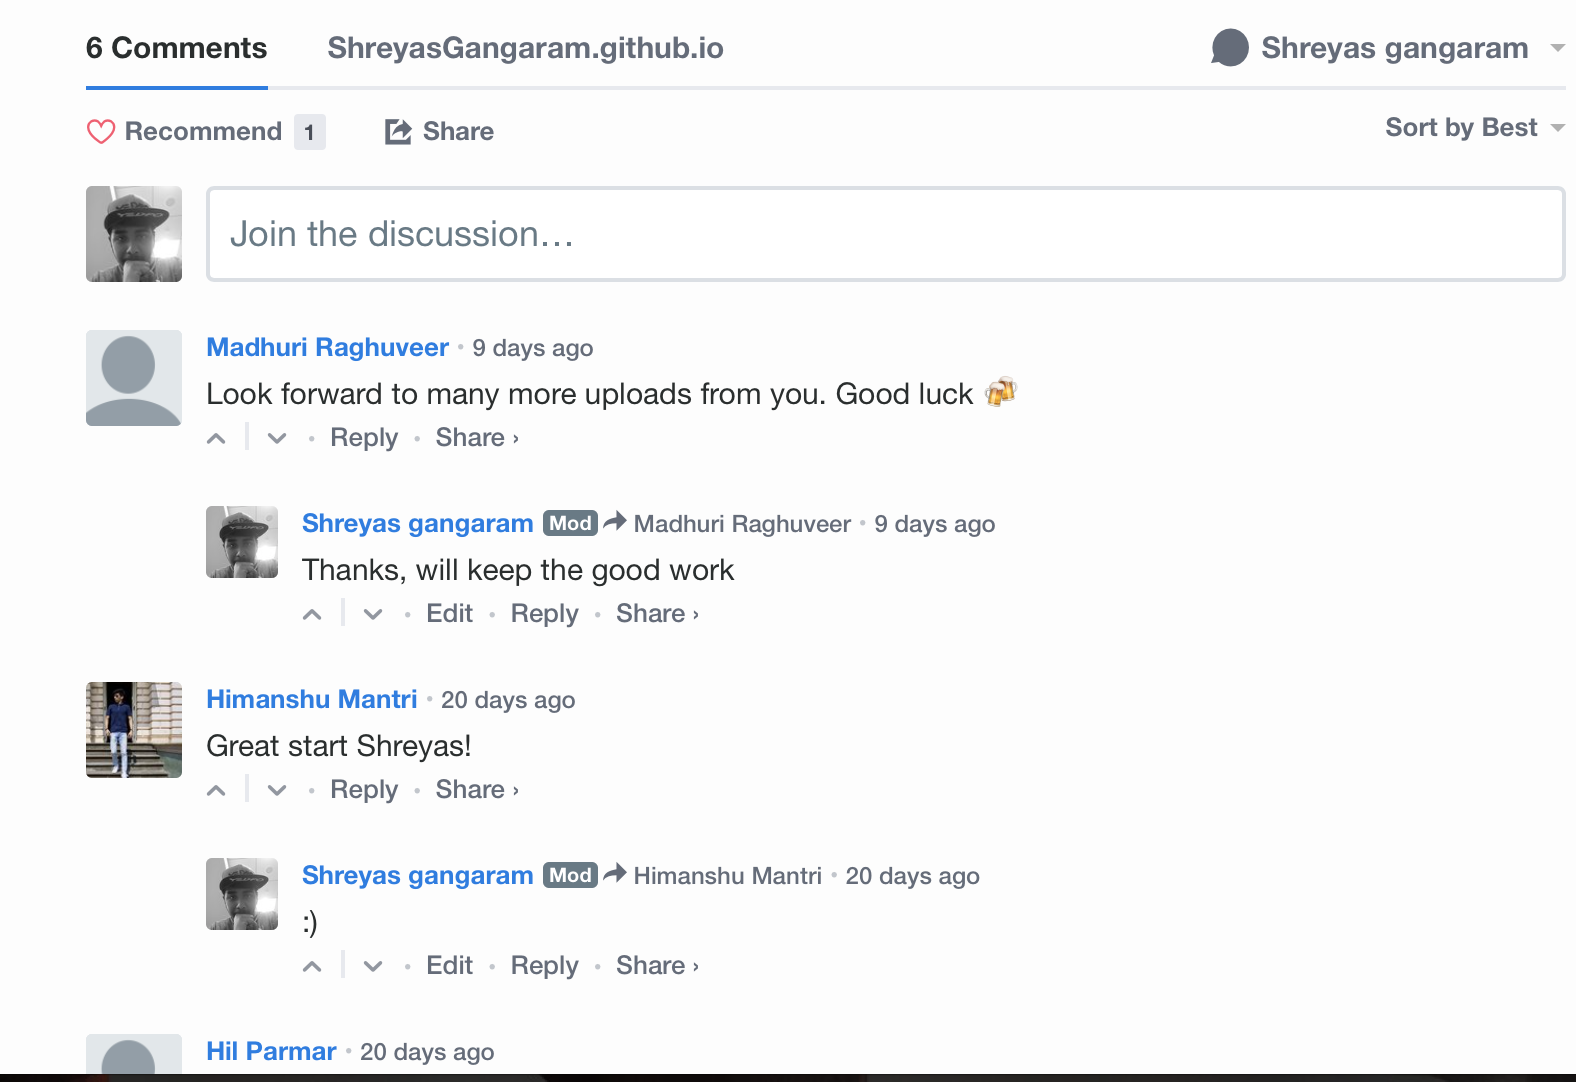 6 Comments ShreyasGangaram.github.io Shreyas gangaram
Recommend 1 Share Sort by Best
Join the discussion...
Madhuri Raghuveer • 9 days ago
Look forward to many more uploads from you. Good luck 🍻
• Reply • Share ›
Shreyas gangaram Mod Madhuri Raghuveer • 9 days ago
Thanks, will keep the good work
• Edit • Reply • Share ›
Himanshu Mantri • 20 days ago
Great start Shreyas!
• Reply • Share ›
Shreyas gangaram Mod Himanshu Mantri • 20 days ago
:)
• Edit • Reply • Share ›
Hil Parmar • 20 days ago